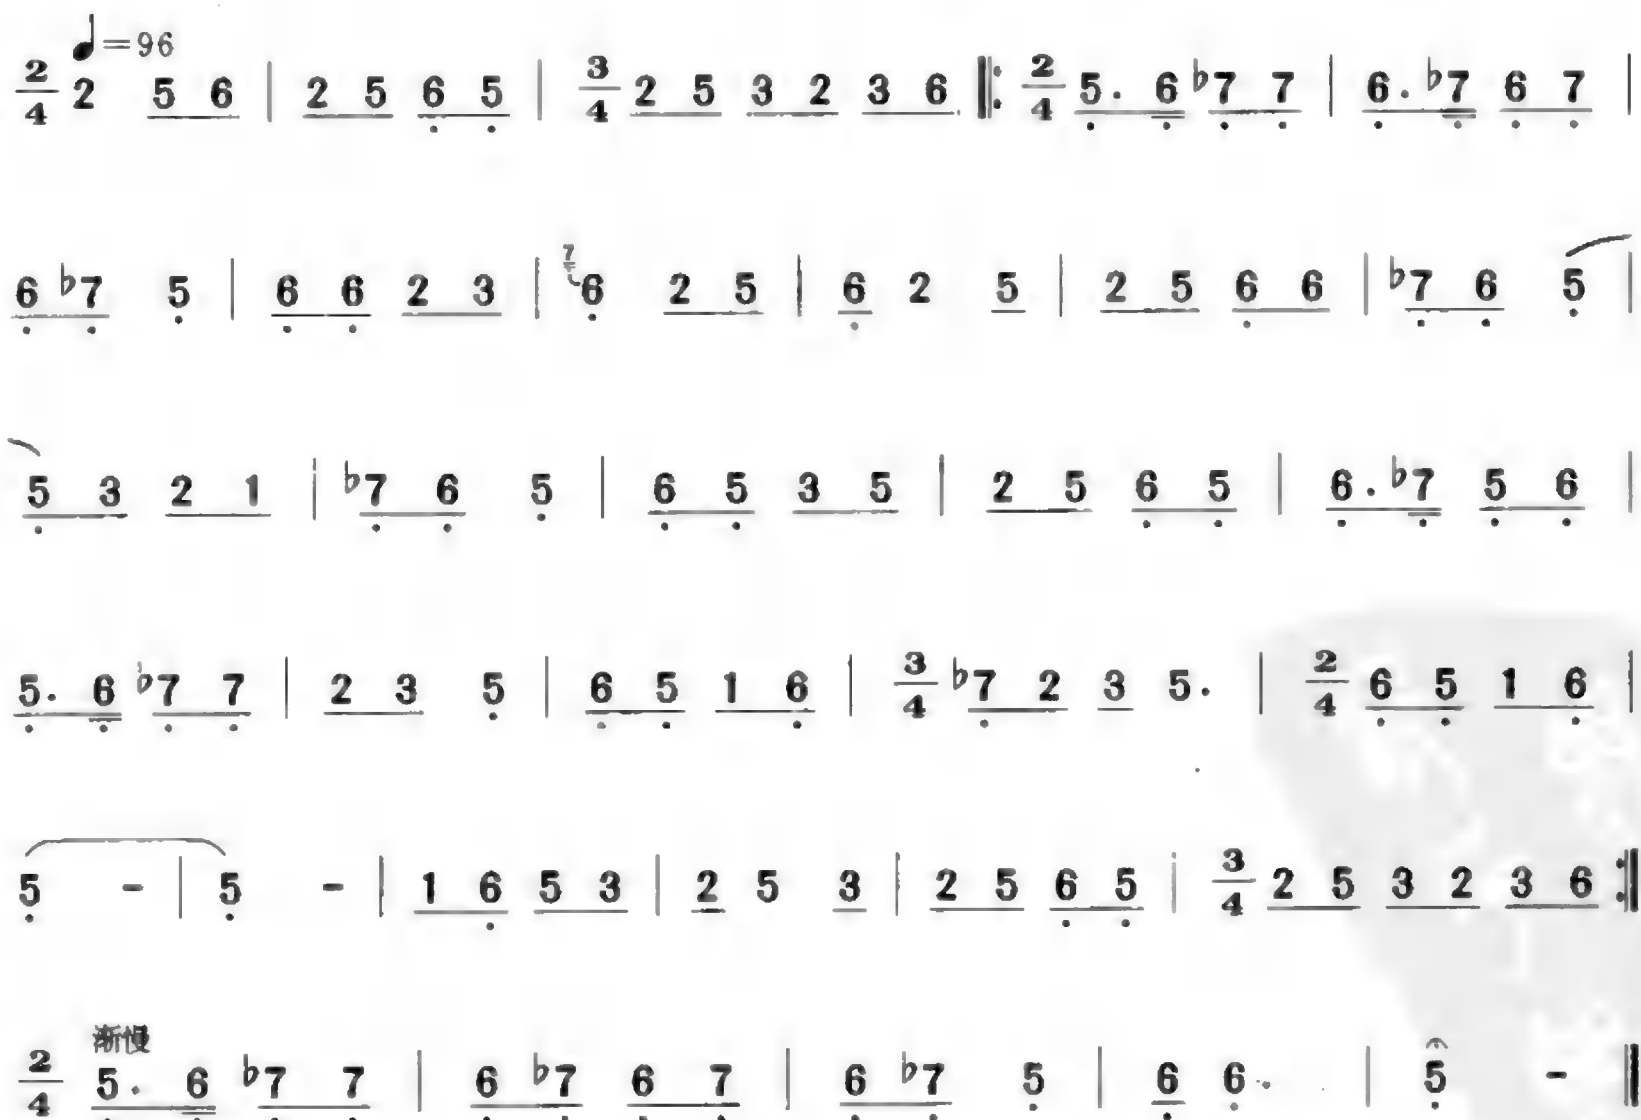 2/4 ♩=96 2 5 6 | 2 5 6̣ 5̣ | 3/4 2 5 3 2 3 6 ‖: 2/4 5̣. 6̣ ♭7̣ 7̣ | 6̣. ♭7̣ 6̣ 7̣ |
6̣ ♭7̣ 5̣ | 6̣ 6̣ 2 3 | 7 6̣ 2 5 | 6̣ 2 5 | 2 5 6̣ 6 | ♭7̣ 6̣ 5̣ |
5̣ 3 2 1 | ♭7̣ 6̣ 5̣ | 6̣ 5̣ 3 5 | 2 5 6̣ 5̣ | 6̣. ♭7̣ 5̣ 6̣ |
5̣. 6̣ ♭7̣ 7̣ | 2 3 5̣ | 6̣ 5̣ 1 6̣ | 3/4 ♭7̣ 2 3 5. | 2/4 6̣ 5̣ 1 6̣ |
5̣ - | 5̣ - | 1 6̣ 5 3 | 2 5 3 | 2 5 6̣ 5̣ | 3/4 2 5 3 2 3 6 :‖
2/4 渐慢 5̣. 6̣ ♭7̣ 7̣ | 6̣ ♭7̣ 6̣ 7̣ | 6̣ ♭7̣ 5̣ | 6̣ 6̣. | 5̣ - ‖